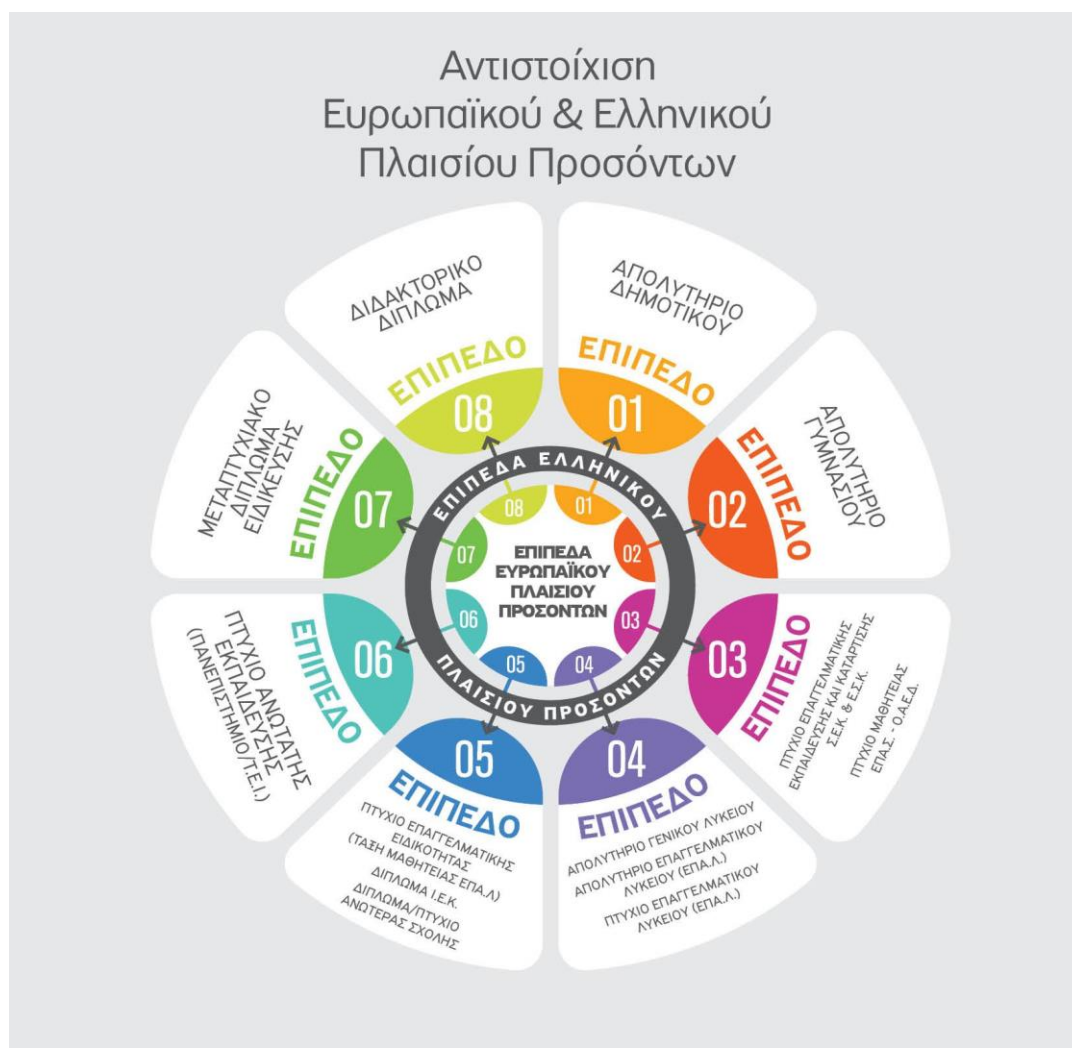 Αντιστοίχιση
Ευρωπαϊκού & Ελληνικού
Πλαισίου Προσόντων
ΑΠΟΛΥΤΗΡΙΟ
ΔΗΜΟΤΙΚΟΥ
ΕΠΙΠΕΔΟ
01
ΑΠΟΛΥΤΗΡΙΟ
ΓΥΜΝΑΣΙΟΥ
ΕΠΙΠΕΔΟ
02
ΕΠΙΠΕΔΟ
03
ΠΤΥΧΙΟ ΕΠΑΓΓΕΛΜΑΤΙΚΗΣ
ΕΚΠΑΙΔΕΥΣΗΣ ΚΑΙ ΚΑΤΑΡΤΙΣΗΣ
Σ.Ε.Κ. & Ε.Σ.Κ.
ΠΤΥΧΙΟ ΜΑΘΗΤΕΙΑΣ
ΕΠΑ.Σ. - Ο.Α.Ε.Δ.
04
ΕΠΙΠΕΔΟ
ΑΠΟΛΥΤΗΡΙΟ ΓΕΝΙΚΟΥ ΛΥΚΕΙΟΥ
ΑΠΟΛΥΤΗΡΙΟ ΕΠΑΓΓΕΛΜΑΤΙΚΟΥ
ΛΥΚΕΙΟΥ (ΕΠΑ.Λ.)
ΠΤΥΧΙΟ ΕΠΑΓΓΕΛΜΑΤΙΚΟΥ
ΛΥΚΕΙΟΥ (ΕΠΑ.Λ.)
05
ΕΠΙΠΕΔΟ
ΠΤΥΧΙΟ ΕΠΑΓΓΕΛΜΑΤΙΚΗΣ
ΕΙΔΙΚΟΤΗΤΑΣ
(ΤΑΞΗ ΜΑΘΗΤΕΙΑΣ ΕΠΑ.Λ)
ΔΙΠΛΩΜΑ Ι.Ε.Κ.
ΔΙΠΛΩΜΑ/ΠΤΥΧΙΟ
ΑΝΩΤΕΡΑΣ ΣΧΟΛΗΣ
06
ΕΠΙΠΕΔΟ
ΠΤΥΧΙΟ ΑΝΩΤΑΤΗΣ
ΕΚΠΑΙΔΕΥΣΗΣ
(ΠΑΝΕΠΙΣΤΗΜΙΟ/Τ.Ε.Ι.)
ΜΕΤΑΠΤΥΧΙΑΚΟ
ΔΙΠΛΩΜΑ
ΕΙΔΙΚΕΥΣΗΣ
ΕΠΙΠΕΔΟ
07
ΔΙΔΑΚΤΟΡΙΚΟ
ΔΙΠΛΩΜΑ
ΕΠΙΠΕΔΟ
08
ΕΠΙΠΕΔΑ ΕΛΛΗΝΙΚΟΥ
ΠΛΑΙΣΙΟΥ ΠΡΟΣΟΝΤΩΝ
01
02
03
04
05
06
07
08
ΕΠΙΠΕΔΑ
ΕΥΡΩΠΑΪΚΟΥ
ΠΛΑΙΣΙΟΥ
ΠΡΟΣΟΝΤΩΝ